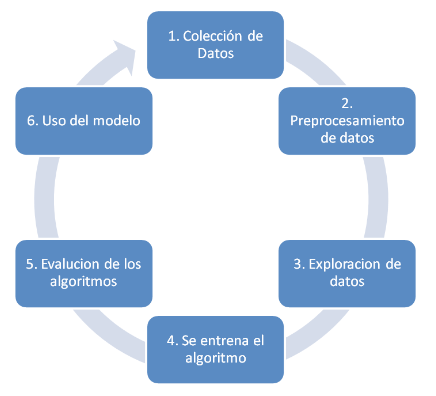 1. Colección de
Datos
2.
Preprocesamiento
de datos
3. Exploracion de
datos
4. Se entrena el
algoritmo
5. Evalucion de los
algoritmos
6. Uso del modelo